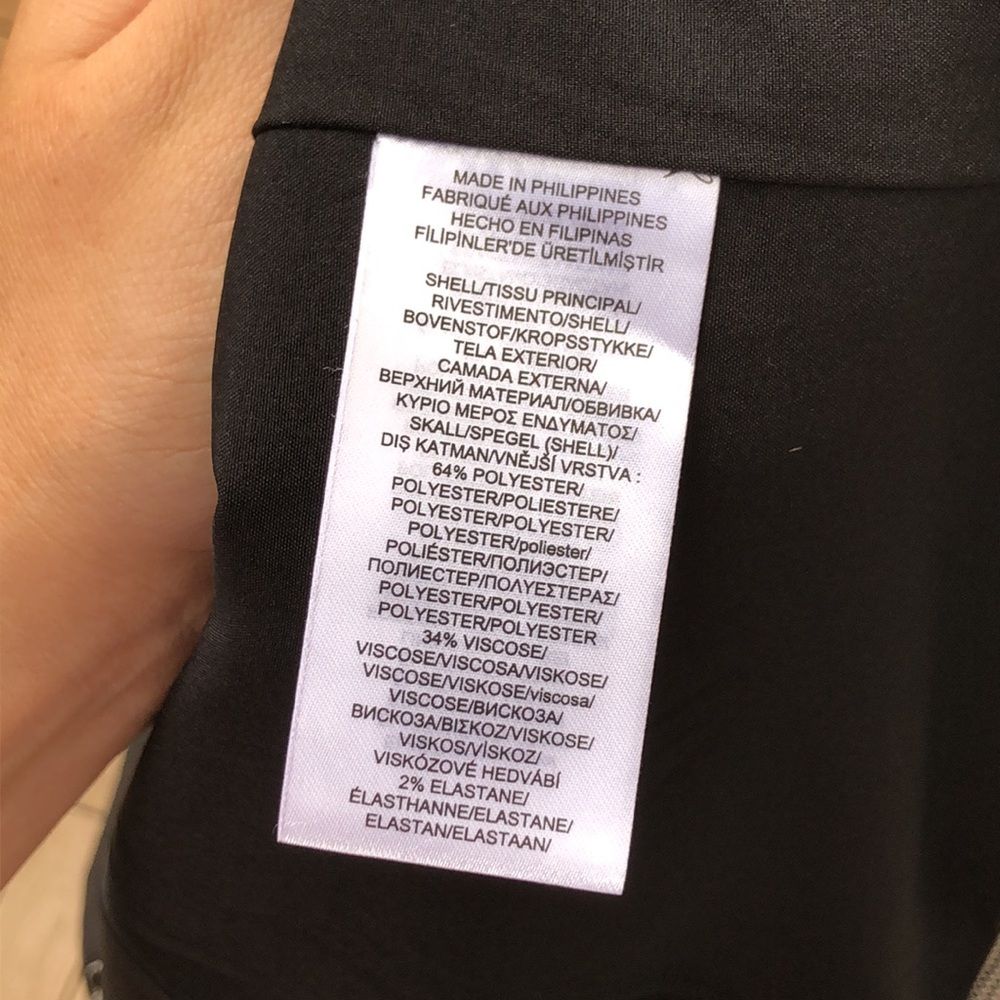 MADE IN PHILIPPINES
FABRIQUÉ AUX PHILIPPINES
HECHO EN FILIPINAS
FİLİPİNLER'DE ÜRETİLMİŞTİR
SHELL/TISSU PRINCIPAL/
RIVESTIMENTO/SHELL/
BOVENSTOF/KROPSSTYKKE/
TELA EXTERIOR/
CAMADA EXTERNA/
ВЕРХНИЙ МАТЕРИАЛ/ОБВИВКА/
ΚΥΡΙΟ ΜΕΡΟΣ ΕΝΔΥΜΑΤΟΣ/
SKALL/SPEGEL (SHELL)/
DIŞ KATMAN/VNĚJŠÍ VRSTVA :
64% POLYESTER/
POLYESTER/POLIESTERE/
POLYESTER/POLYESTER/
POLYESTER/poliester/
POLIÉSTER/ПОЛИЭСТЕР/
ПОЛИЕСТЕР/ΠΟΛΥΕΣΤΕΡΑΣ/
POLYESTER/POLYESTER/
POLYESTER/POLYESTER
34% VISCOSE/
VISCOSE/VISCOSA/VISKOSE/
VISCOSE/VISKOSE/viscosa/
VISCOSE/ВИСКОЗА/
ВИСКОЗА/ΒΙΣΚΟΖ/VISKOSE/
VISKOS/VİSKOZ/
VISKÓZOVÉ HEDVÁBÍ
2% ELASTANE/
ÉLASTHANNE/ELASTANE/
ELASTAN/ELASTAAN/